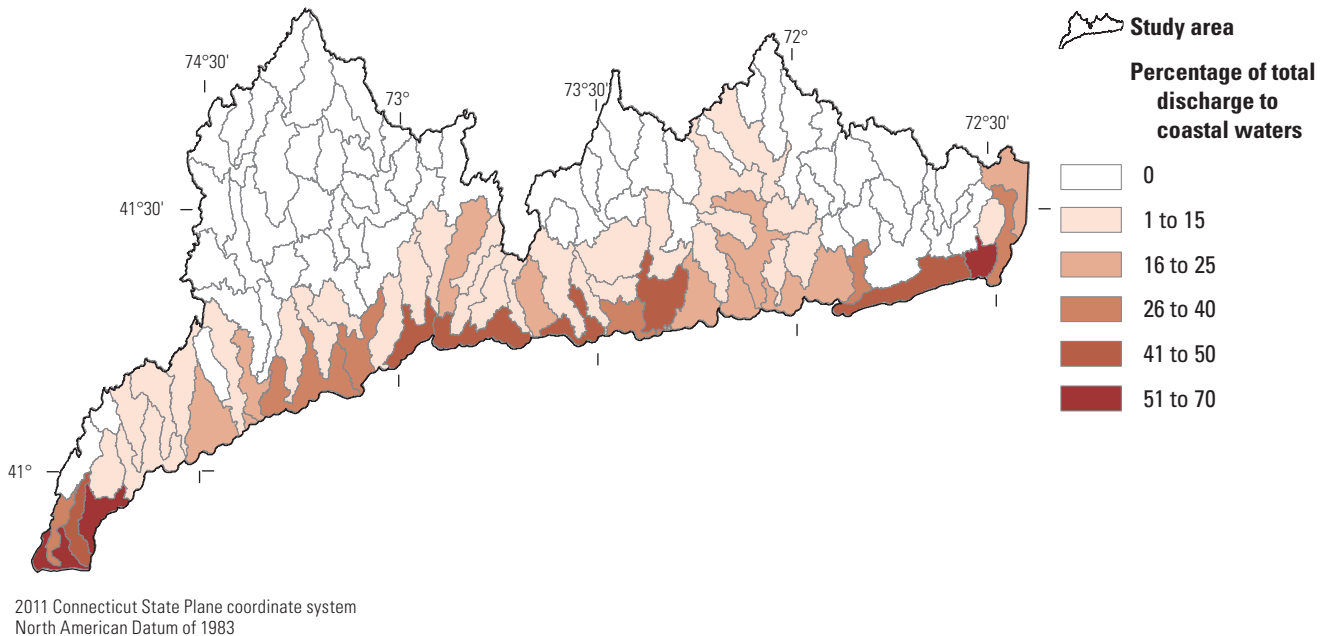 74°30'
73°
73°30'
72°
72°30'
41°30'
41°
Study area
Percentage of total
discharge to
coastal waters
0
1 to 15
16 to 25
26 to 40
41 to 50
51 to 70
2011 Connecticut State Plane coordinate system
North American Datum of 1983